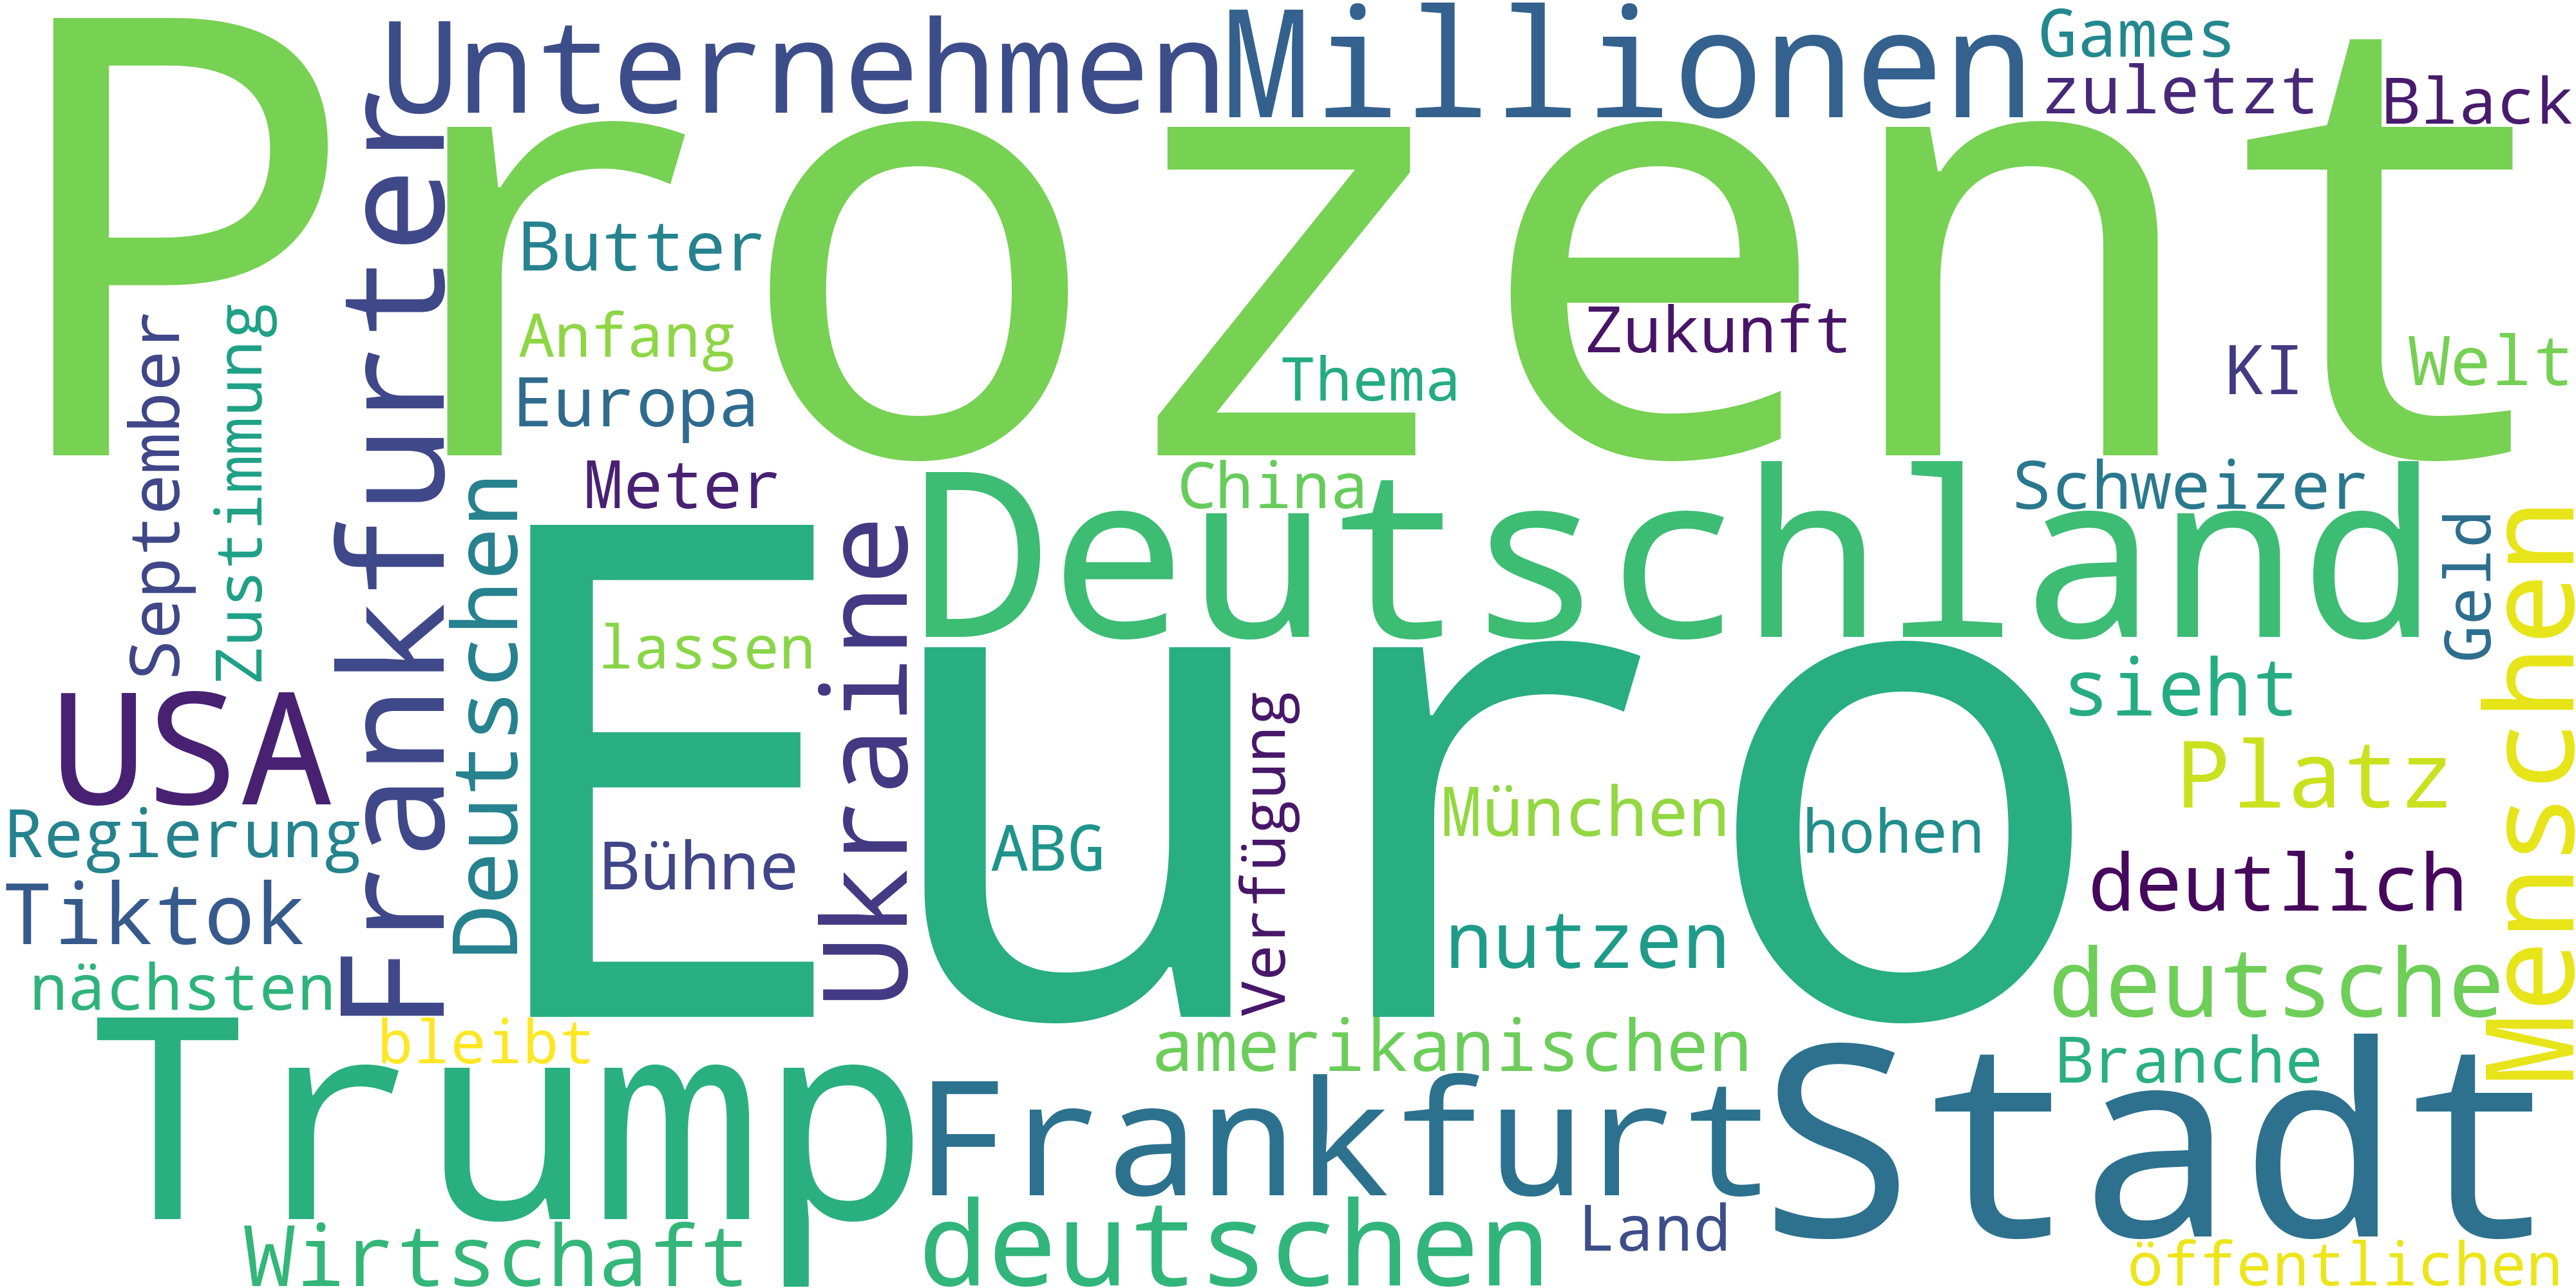 Prozent
Unternehmen
Millionen
Games
zuletzt
Black
Frankfurter
Butter
Anfang
Europa
Thema
Zukunft
KI
Welt
September
Zustimmung
Meter
China
Deutschland
Schweizer
Deutschen
Euro
Ukraine
lassen
Geld
Menschen
sieht
USA
Platz
Regierung
Bühne
ABG
Verfügung
München
hohen
Tiktok
deutlich
nutzen
nächsten
deutsche
Trump
bleibt
amerikanischen
Branche
Frankfurt
Stadt
Wirtschaft
deutschen
Land
öffentlichen